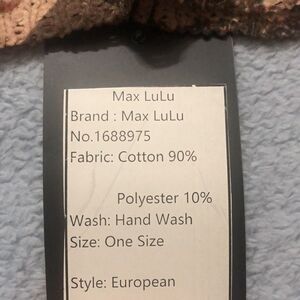 Max LuLu
Brand : Max LuLu
No.1688975
Fabric: Cotton 90%
Polyester 10%
Wash: Hand Wash
Size: One Size
Style: European